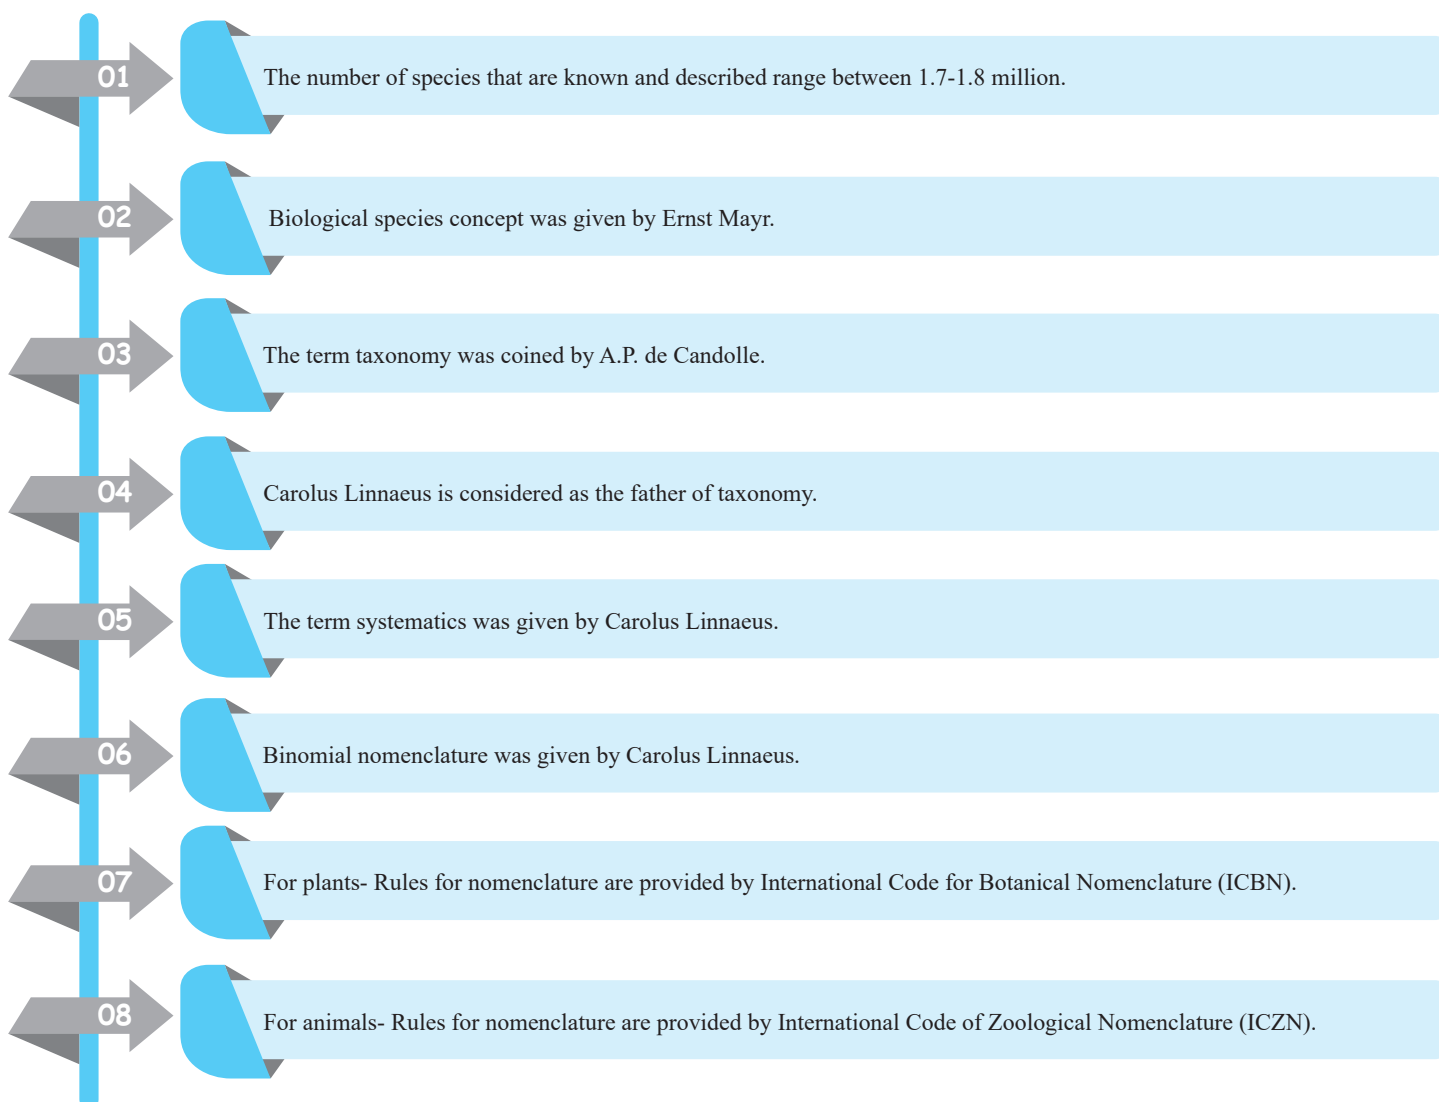 01
The number of species that are known and described range between 1.7-1.8 million.
02
Biological species concept was given by Ernst Mayr.
03
The term taxonomy was coined by A.P. de Candolle.
04
Carolus Linnaeus is considered as the father of taxonomy.
05
The term systematics was given by Carolus Linnaeus.
06
Binomial nomenclature was given by Carolus Linnaeus.
07
For plants- Rules for nomenclature are provided by International Code for Botanical Nomenclature (ICBN).
08
For animals- Rules for nomenclature are provided by International Code of Zoological Nomenclature (ICZN).